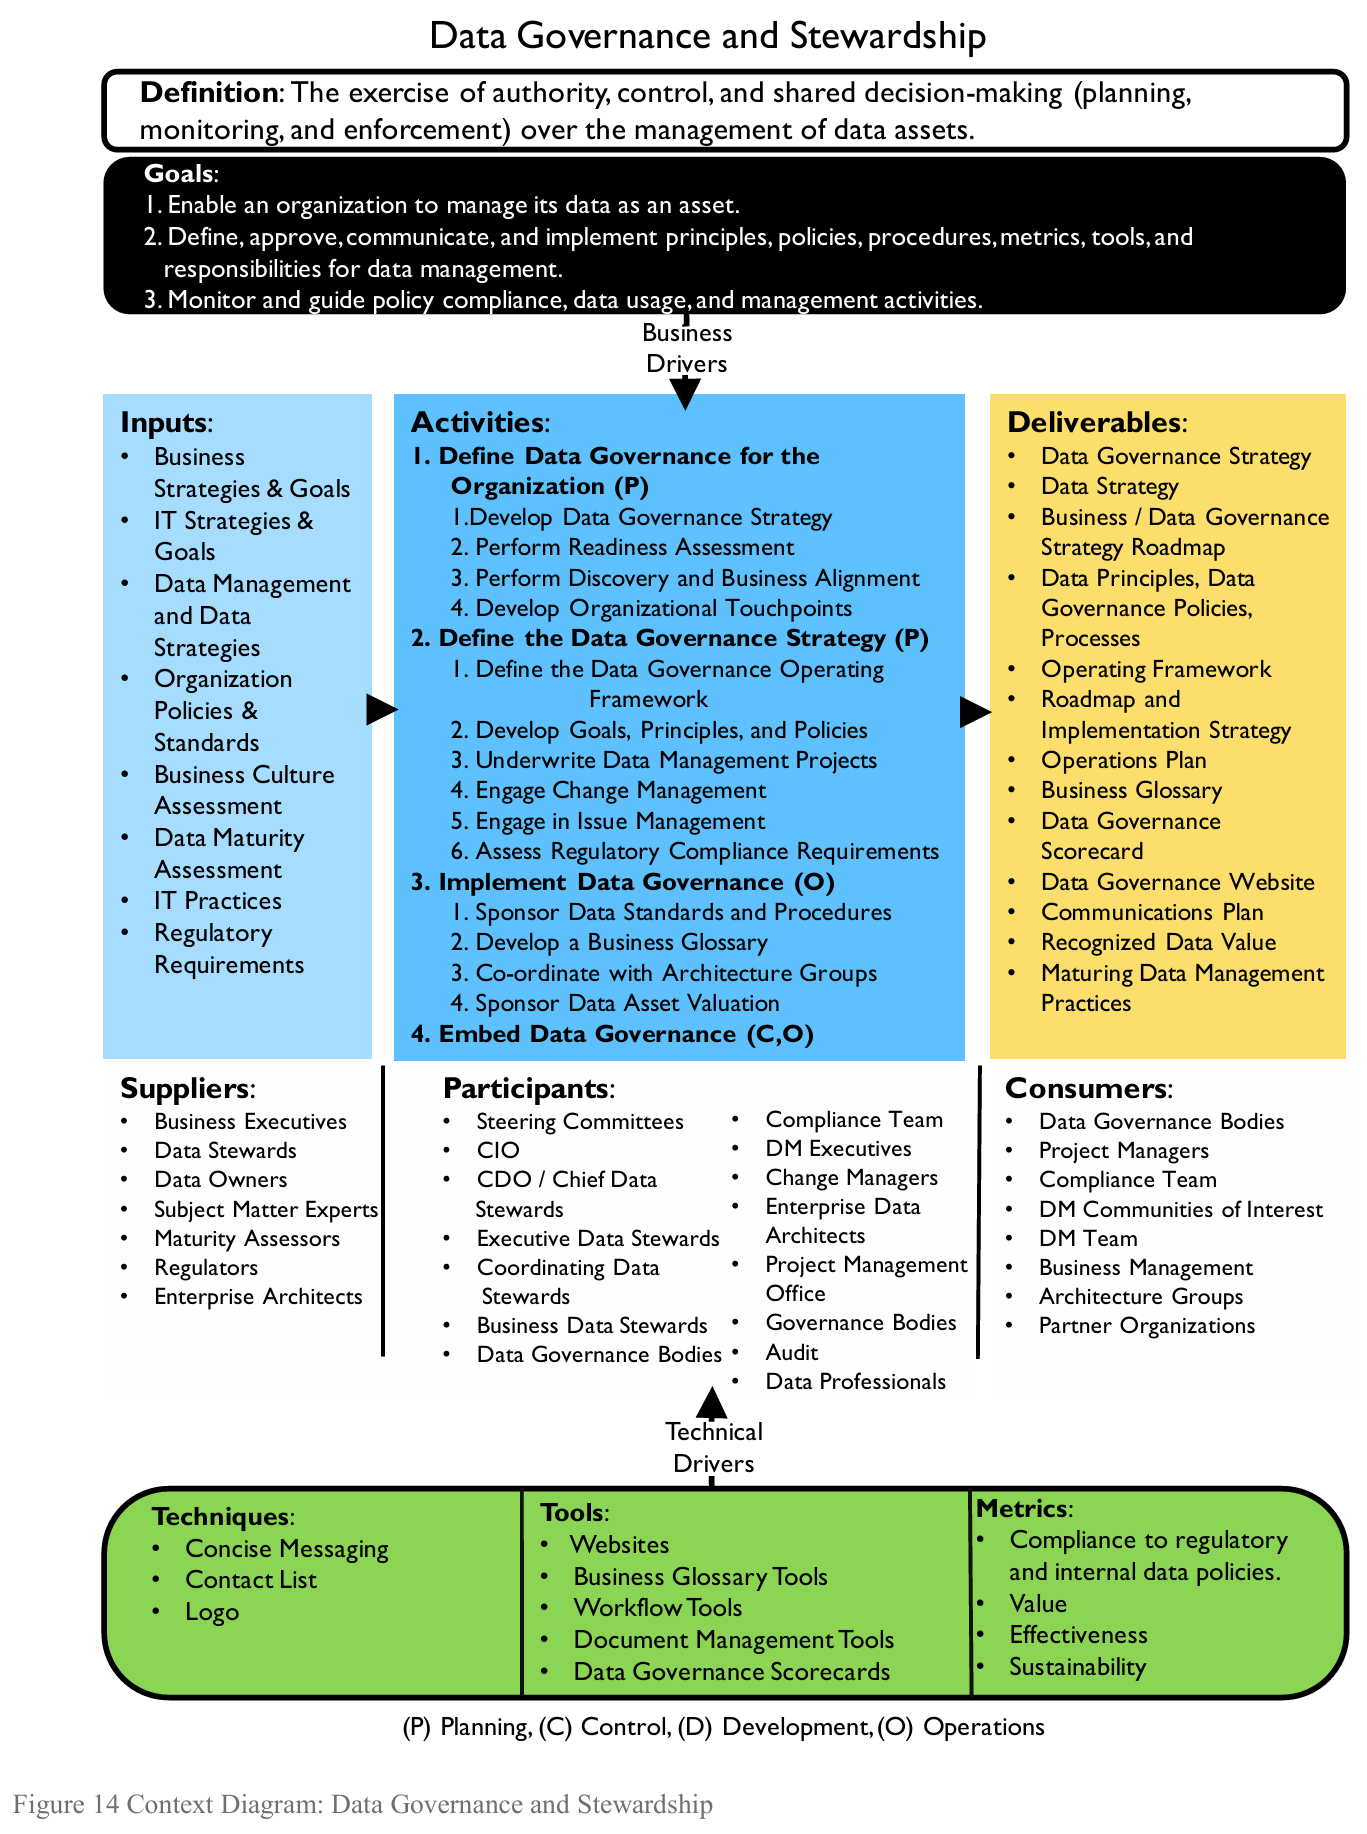 Data Governance and Stewardship
Definition: The exercise of authority, control, and shared decision-making (planning,
monitoring, and enforcement) over the management of data assets.
Goals:
1. Enable an organization to manage its data as an asset.
2. Define, approve, communicate, and implement principles, policies, procedures, metrics, tools, and
responsibilities for data management.
3. Monitor and guide policy compliance, data usage, and management activities.
Business
Drivers
Inputs:
• Business
Strategies & Goals
• IT Strategies &
Goals
• Data Management
and Data
Strategies
• Organization
Policies &
Standards
• Business Culture
Assessment
• Data Maturity
Assessment
• IT Practices
• Regulatory
Requirements
Activities:
1. Define Data Governance for the
Organization (P)
1.Develop Data Governance Strategy
2. Perform Readiness Assessment
3. Perform Discovery and Business Alignment
4. Develop Organizational Touchpoints
2. Define the Data Governance Strategy (P)
1. Define the Data Governance Operating
Framework
2. Develop Goals, Principles, and Policies
3. Underwrite Data Management Projects
4. Engage Change Management
5. Engage in Issue Management
6. Assess Regulatory Compliance Requirements
3. Implement Data Governance (O)
1. Sponsor Data Standards and Procedures
2. Develop a Business Glossary
3. Co-ordinate with Architecture Groups
4. Sponsor Data Asset Valuation
4. Embed Data Governance (C,O)
Deliverables:
• Data Governance Strategy
• Data Strategy
• Business / Data Governance
Strategy Roadmap
• Data Principles, Data
Governance Policies,
Processes
• Operating Framework
• Roadmap and
Implementation Strategy
• Operations Plan
• Business Glossary
• Data Governance
Scorecard
• Data Governance Website
• Communications Plan
• Recognized Data Value
• Maturing Data Management
Practices
Suppliers:
• Business Executives
• Data Stewards
• Data Owners
• Subject Matter Experts
• Maturity Assessors
• Regulators
• Enterprise Architects
Participants:
• Steering Committees
• CIO
• CDO / Chief Data
Stewards
• Executive Data Stewards
• Coordinating Data
Stewards
• Business Data Stewards
• Data Governance Bodies
• Compliance Team
• DM Executives
• Change Managers
• Enterprise Data
Architects
• Project Management
Office
• Governance Bodies
• Audit
• Data Professionals
Consumers:
• Data Governance Bodies
• Project Managers
• Compliance Team
• DM Communities of Interest
• DM Team
• Business Management
• Architecture Groups
• Partner Organizations
Technical
Drivers
Techniques:
• Concise Messaging
• Contact List
• Logo
Tools:
• Websites
• Business Glossary Tools
• Workflow Tools
• Document Management Tools
• Data Governance Scorecards
Metrics:
• Compliance to regulatory
and internal data policies.
• Value
• Effectiveness
• Sustainability
(P) Planning, (C) Control, (D) Development, (O) Operations
Figure 14 Context Diagram: Data Governance and Stewardship